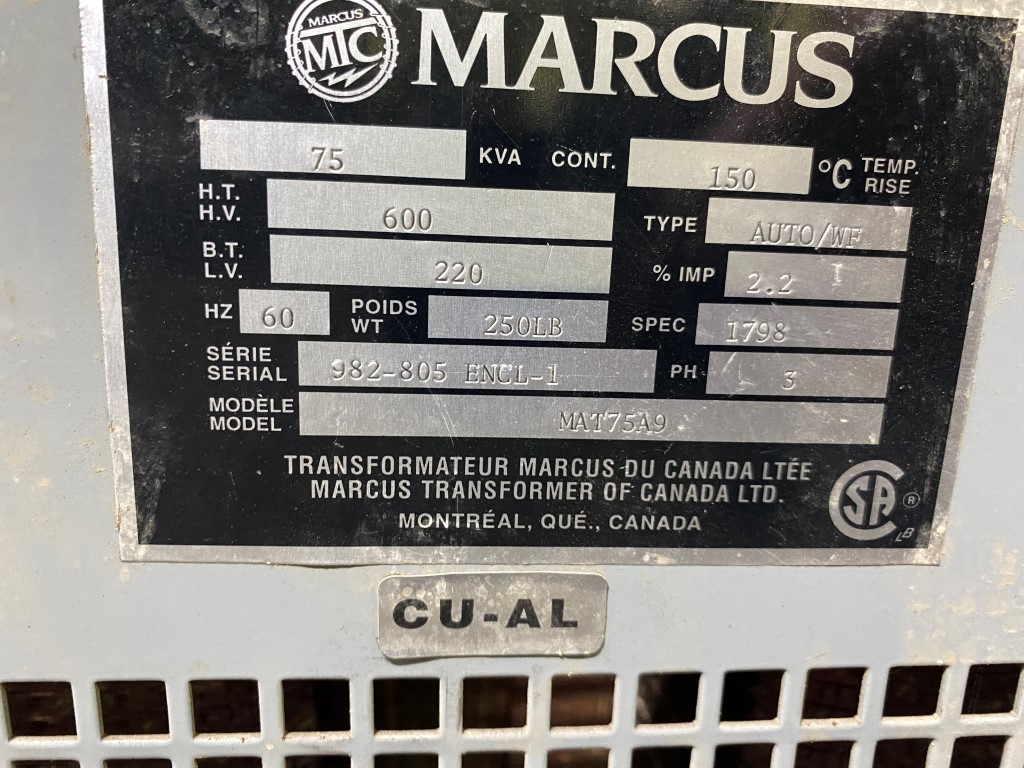 MARCUS
MTC
MARCUS
75 KVA CONT. 150 °C TEMP. RISE
H.T.
H.V. 600 TYPE AUTO/WF
B.T.
L.V. 220 % IMP 2.2
HZ 60 POIDS
WT 250LB SPEC 1798
SÉRIE
SERIAL 982-805 ENCL-1 PH 3
MODÈLE
MODEL MAT75A9
TRANSFORMATEUR MARCUS DU CANADA LTÉE
MARCUS TRANSFORMER OF CANADA LTD.
MONTRÉAL, QUÉ., CANADA
CSA ®
LB
CU-AL